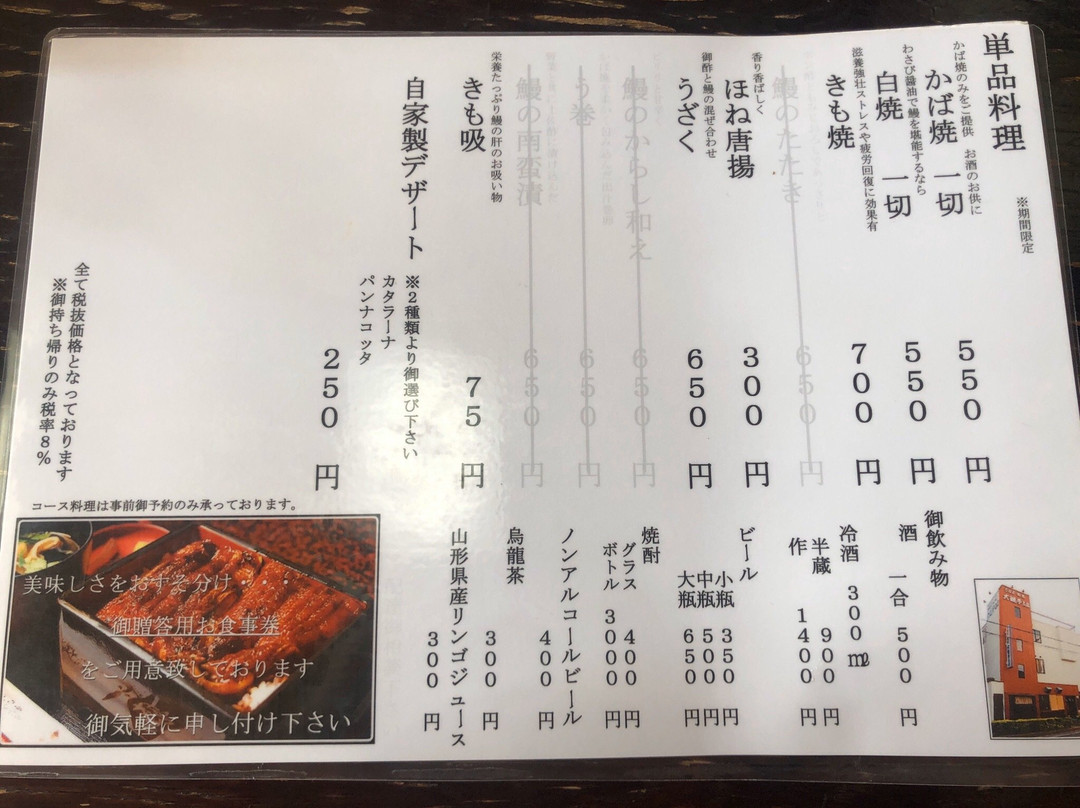 単品料理
※期間限定
かば焼のみをご提供 お酒のお供に
かば焼 一切 550円
わさび醤油で鰻を堪能するなら
白焼 一切 550円
滋養強壮ストレスや疲労回復に効果有
きも焼 700円
鰻のたたき 650円
香り香ばしく
ほね唐揚 300円
御酢と鰻の混ぜ合わせ
うざく 650円
鰻のからし和え 650円
う巻 650円
鰻の南蛮漬 650円
栄養たっぷり鰻の肝のお吸い物
きも吸 75円
自家製デザート
※2種類より御選び下さい
カタラーナ
パンナコッタ
250円
全て税抜価格となっております
※御持ち帰りのみ税率8%
御飲み物
酒 一合 500円
冷酒 300㎖
半蔵 900円
作 1400円
ビール
小瓶 350円
中瓶 500円
大瓶 650円
焼酎
グラス 400円
ボトル 3000円
ノンアルコールビール
400円
烏龍茶
300円
山形県産リンゴジュース
300円
コース料理は事前御予約のみ承っております。
美味しさをおすそ分け・・・
御贈答用お食事券
をご用意致しております
御気軽に申し付け下さい